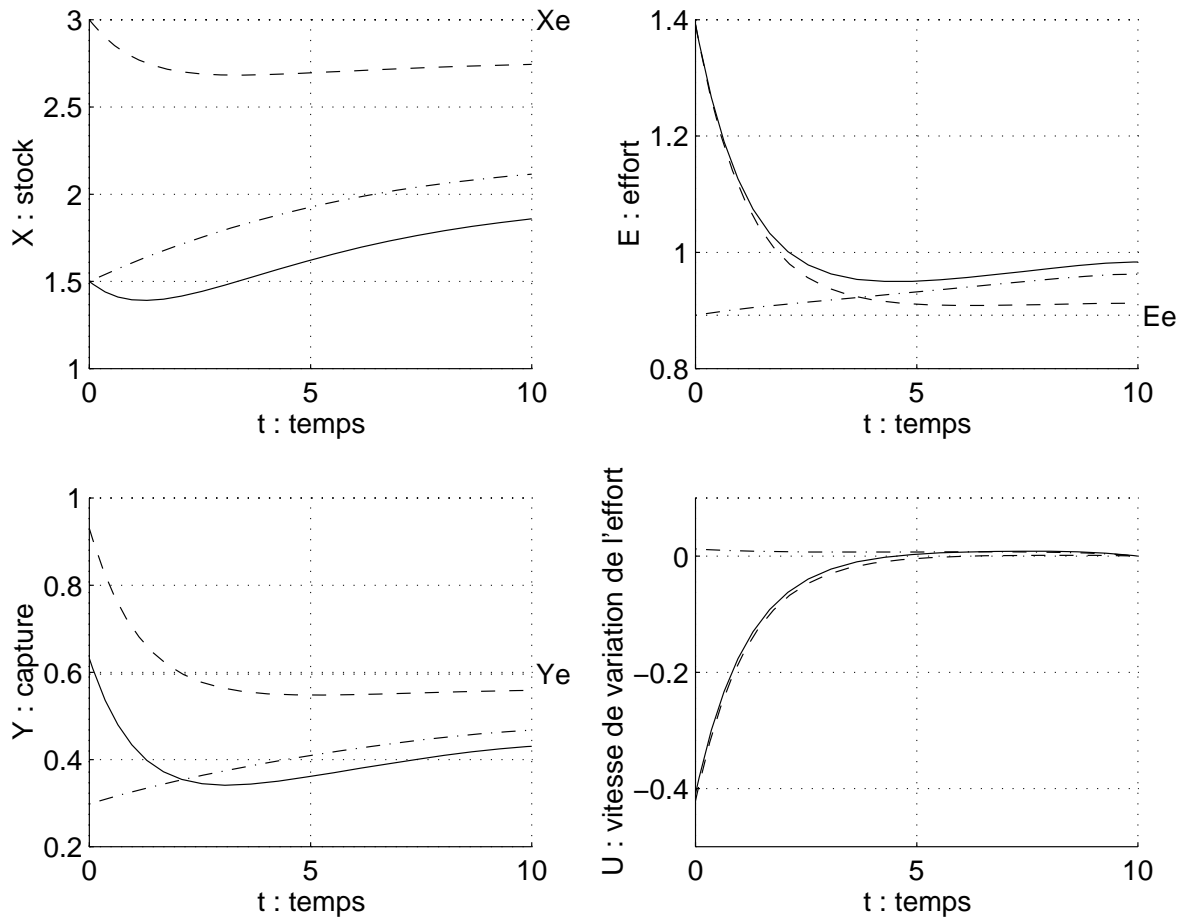 3
Xe
2.5
2
1.5
1
X : stock
0
5
10
t : temps
1.4
1.2
1
0.8
E : effort
Ee
0
5
10
t : temps
1
0.8
0.6
0.4
0.2
Y : capture
Ye
0
5
10
t : temps
0
−0.2
−0.4
U : vitesse de variation de l'effort
0
5
10
t : temps